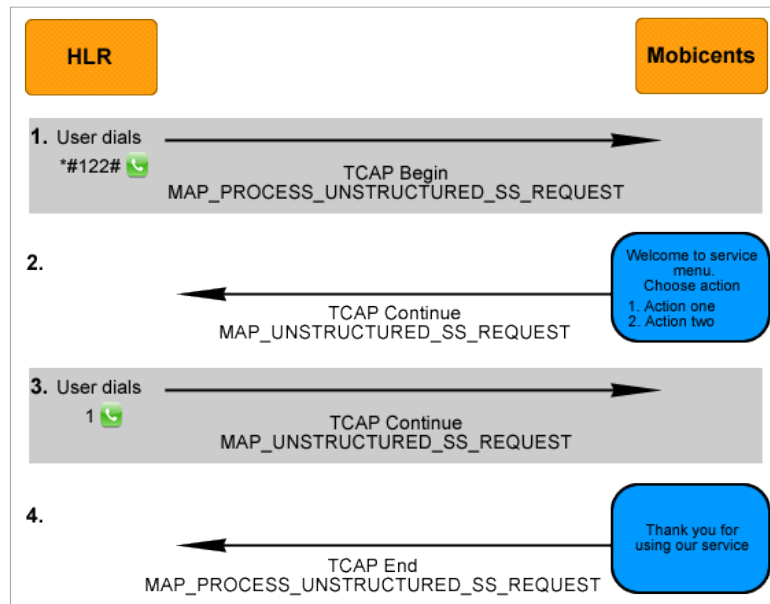 HLR
Mobicents
1. User dials
*#122#
TCAP Begin
MAP_PROCESS_UNSTRUCTURED_SS_REQUEST
2.
Welcome to service
menu.
Choose action
1. Action one
2. Action two
TCAP Continue
MAP_UNSTRUCTURED_SS_REQUEST
3. User dials
1
TCAP Continue
MAP_UNSTRUCTURED_SS_REQUEST
4.
Thank you for
using our service
TCAP End
MAP_PROCESS_UNSTRUCTURED_SS_REQUEST